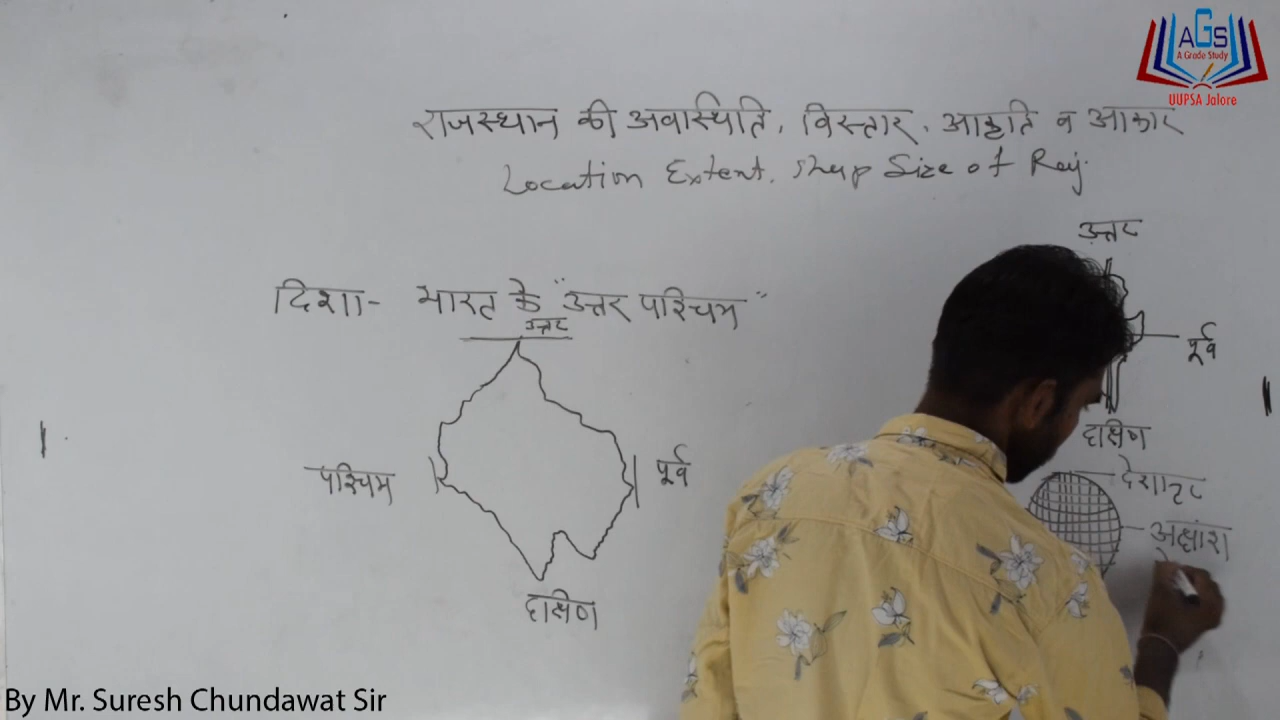 AGS
A Grade Study
UUPSA Jalore
राजस्थान की अवास्थिति, विस्तार, आकृति व आकार
Location Extent, Shap Size of Raj.
दिशा- भारत के "उत्तर पश्चिम"
उत्तर
पश्चिम
पूर्व
दक्षिण
उत्तर
पूर्व
दक्षिण
देशान्तर
अक्षांश
By Mr. Suresh Chundawat Sir